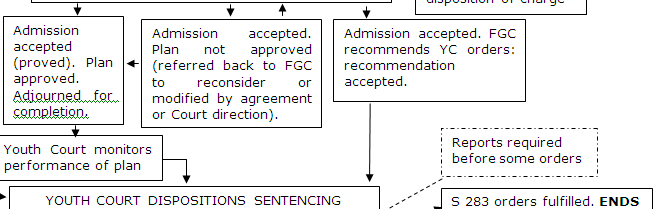 disposition of charge
Admission
accepted
(proved). Plan
approved.
Adjourned for
completion.
Admission accepted.
Plan not approved
(referred back to FGC
to reconsider or
modified by agreement
or Court direction).
Admission accepted. FGC
recommends YC orders:
recommendation
accepted.
Youth Court monitors
performance of plan
Reports required
before some orders
YOUTH COURT DISPOSITIONS SENTENCING
S 283 orders fulfilled. ENDS